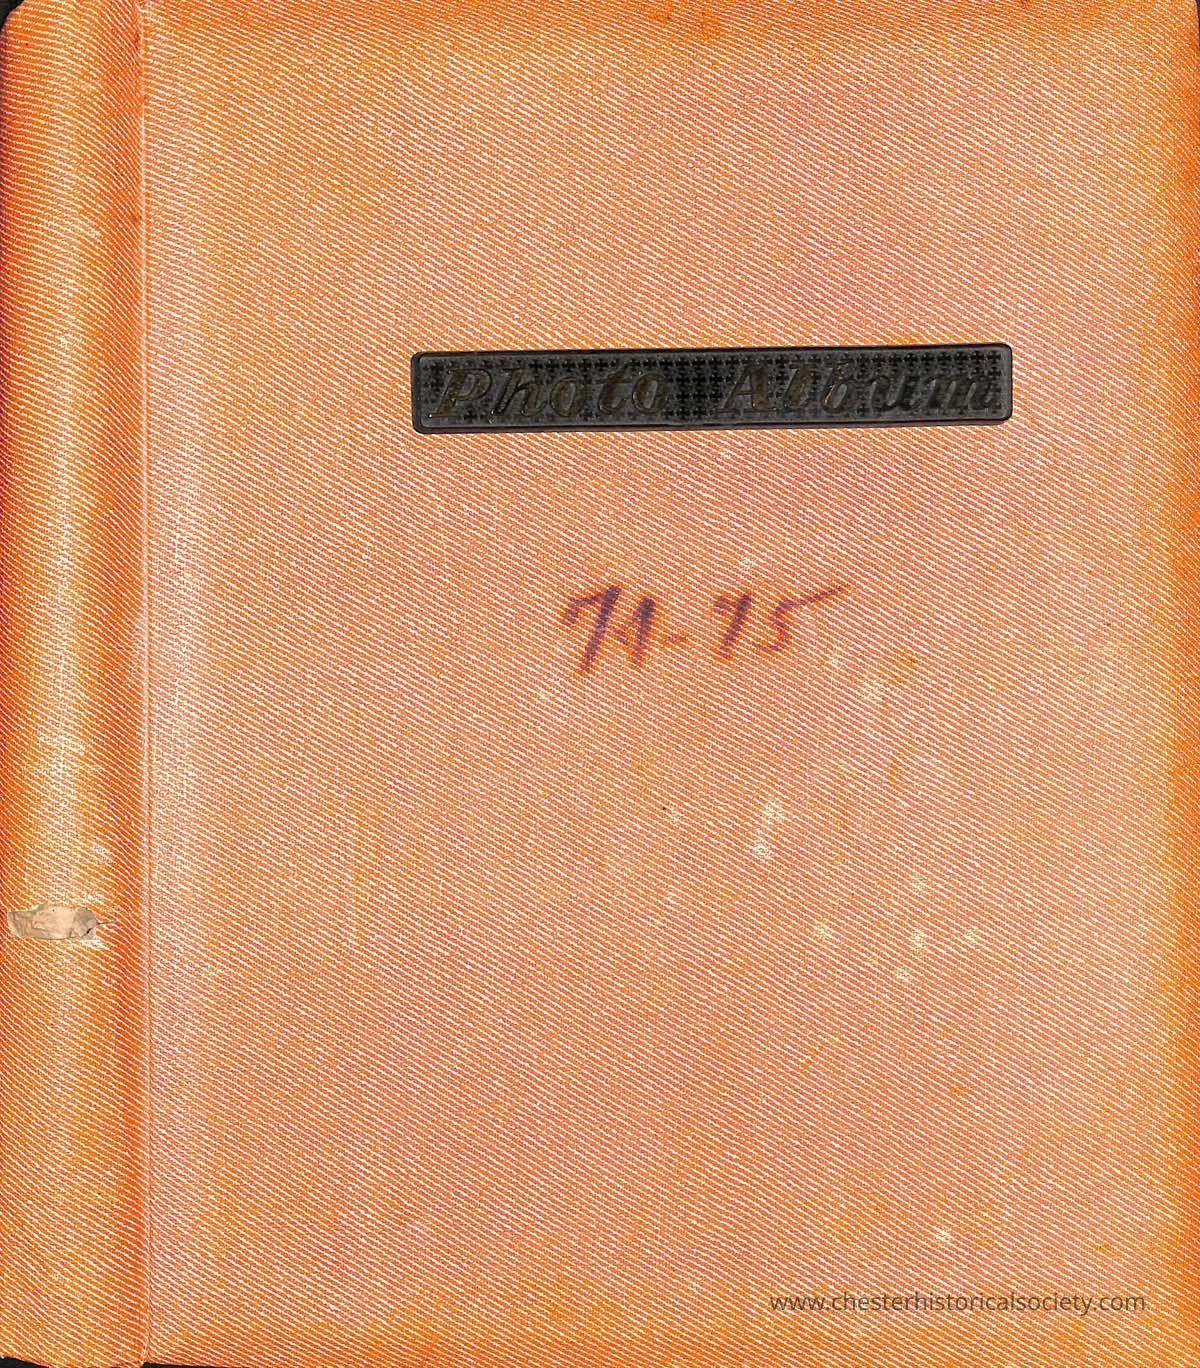 Photo Album
74-75
www.chesterhistoricalsociety.com